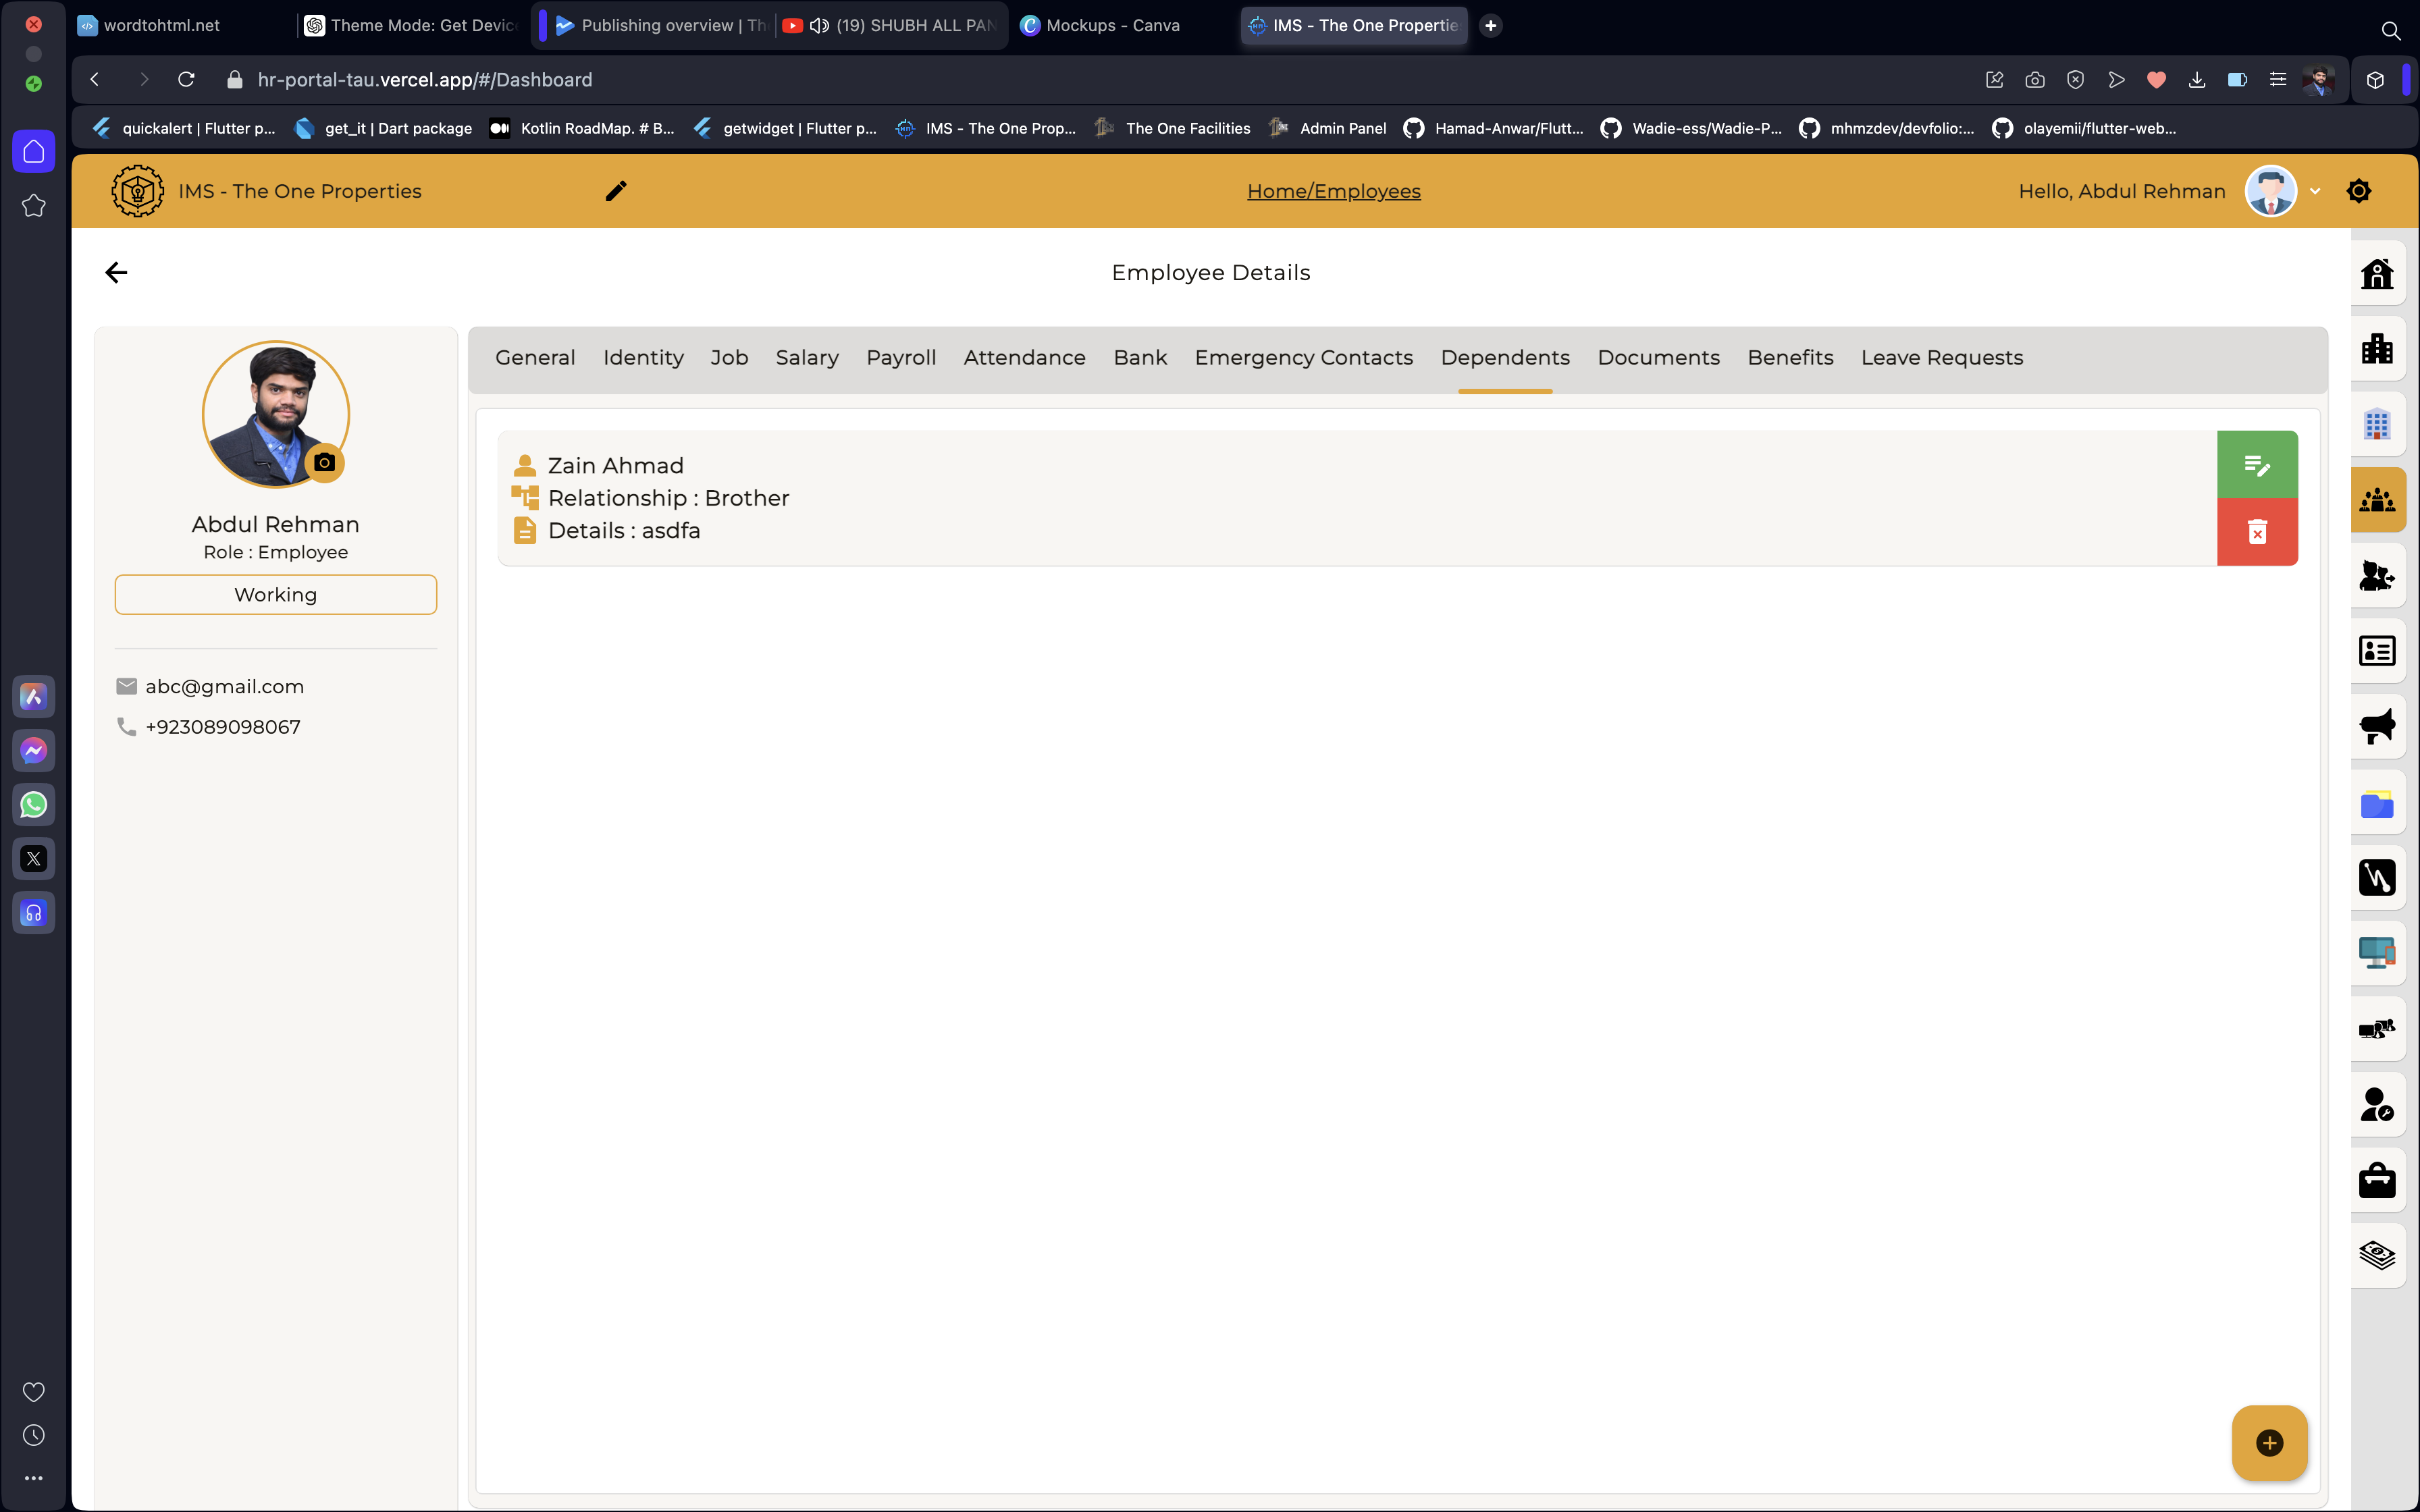 wordtohtml.net
Theme Mode: Get Device
Publishing overview | Th
(19) SHUBH ALL PAN
Mockups - Canva
IMS - The One Propertie
hr-portal-tau.vercel.app/#/Dashboard
quickalert | Flutter p...
get_it | Dart package
Kotlin RoadMap. # B...
getwidget | Flutter p...
IMS - The One Prop...
The One Facilities
Admin Panel
Hamad-Anwar/Flutt...
Wadie-ess/Wadie-P...
mhmzdev/devfolio:...
olayemii/flutter-web...
IMS - The One Properties
Home/Employees
Hello, Abdul Rehman
Employee Details
Abdul Rehman
Role : Employee
Working
abc@gmail.com
+923089098067
General
Identity
Job
Salary
Payroll
Attendance
Bank
Emergency Contacts
Dependents
Documents
Benefits
Leave Requests
Zain Ahmad
Relationship : Brother
Details : asdfa